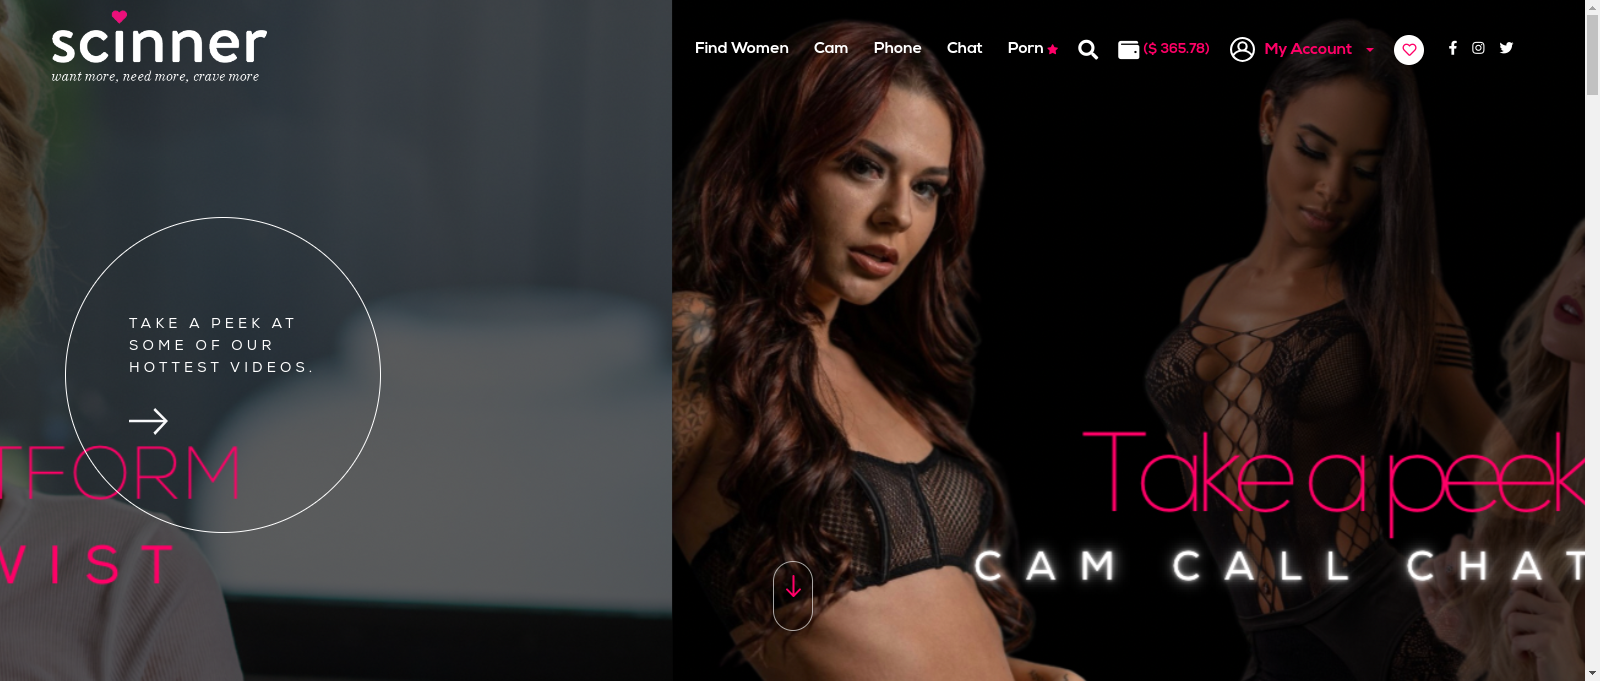 scinner
want more, need more, crave more
Find Women
Cam
Phone
Chat
Porn
($ 365.78)
My Account
TAKE A PEEK AT
SOME OF OUR
HOTTEST VIDEOS.
TFORM
WIST
Take a peek
CAM CALL CHAT